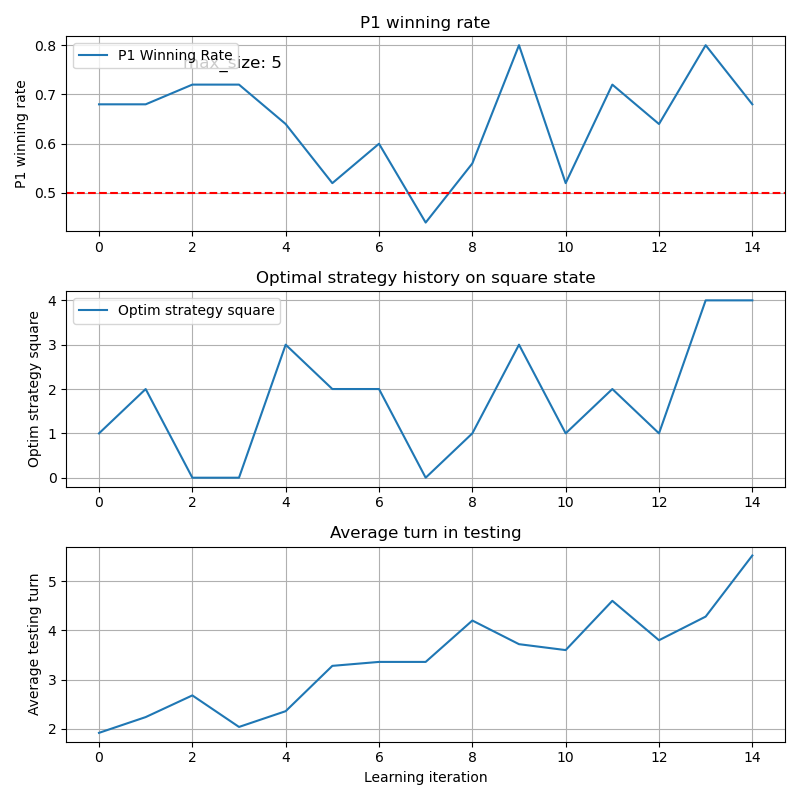 P1 winning rate
P1 Winning Rate
max_size: 5
P1 winning rate
0.8
0.7
0.6
0.5
0 2 4 6 8 10 12 14
Optimal strategy history on square state
Optim strategy square
Optim strategy square
4
3
2
1
0
0 2 4 6 8 10 12 14
Average turn in testing
Average testing turn
5
4
3
2
0 2 4 6 8 10 12 14
Learning iteration